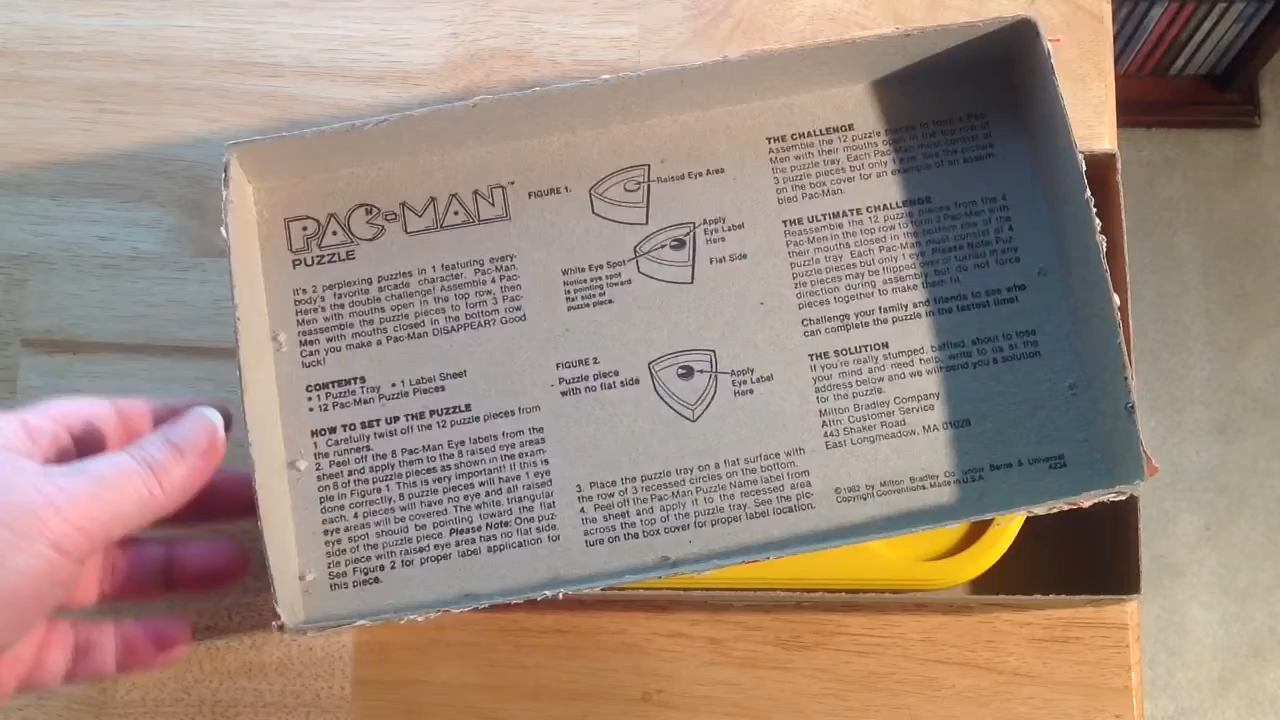 PAC-MAN™
PUZZLE
It's 2 perplexing puzzles in 1 featuring every-
body's favorite arcade character, Pac-Man.
Here's the double challenge! Assemble 4 Pac-
Men with mouths open in the top row, then
reassemble the puzzle pieces to form 3 Pac-
Men with mouths closed in the bottom row.
Can you make a Pac-Man DISAPPEAR? Good
luck!
CONTENTS
• 1 Puzzle Tray • 1 Label Sheet
• 12 Pac-Man Puzzle Pieces
HOW TO SET UP THE PUZZLE
1. Carefully twist off the 12 puzzle pieces from
the runners.
2. Peel off the 8 Pac-Man Eye labels from the
sheet and apply them to the 8 raised eye areas
on 8 of the puzzle pieces as shown in the exam-
ple in Figure 1. This is very important! If this is
done correctly, 8 puzzle pieces will have 1 eye
each, 4 pieces will have no eye and all raised
eye areas will be covered. The white, triangular
eye spot should be pointing toward the flat
side of the puzzle piece. Please Note: One puz-
zle piece with raised eye area has no flat side.
See Figure 2 for proper label application for
this piece.
FIGURE 1.
Raised Eye Area
Apply
Eye Label
Here
White Eye Spot
Notice eye spot
is pointing toward
flat side of
puzzle piece.
Flat Side
FIGURE 2.
- Puzzle piece
with no flat side
Apply
Eye Label
Here
3. Place the puzzle tray on a flat surface with
the row of 3 recessed circles on the bottom.
4. Peel off the Pac-Man Puzzle Name label from
the sheet and apply it to the recessed area
across the top of the puzzle tray. See the pic-
ture on the box cover for proper label location.
THE CHALLENGE
Assemble the 12 puzzle pieces to form 4 Pac-
Men with their mouths open in the top row of
the puzzle tray. Each Pac-Man must consist of
3 puzzle pieces but only 1 eye. See the picture
on the box cover for an example of an assem-
bled Pac-Man.
THE ULTIMATE CHALLENGE
Reassemble the 12 puzzle pieces from the 4
Pac-Men in the top row to form 3 Pac-Men with
their mouths closed in the bottom row of the
puzzle tray. Each Pac-Man must consist of 4
puzzle pieces but only 1 eye. Please Note: Puz-
zle pieces may be flipped over or turned in any
direction during assembly, but do not force
pieces together to make them fit.
Challenge your family and friends to see who
can complete the puzzle in the fastest time!
THE SOLUTION
If you're really stumped, baffled, about to lose
your mind and need help, write to us at the
address below and we will send you a solution
for the puzzle.
Milton Bradley Company
Attn: Customer Service
443 Shaker Road
East Longmeadow, MA 01028
©1982 by Milton Bradley Co. under Berne & Universal
Copyright Conventions. Made in U.S.A. 4234